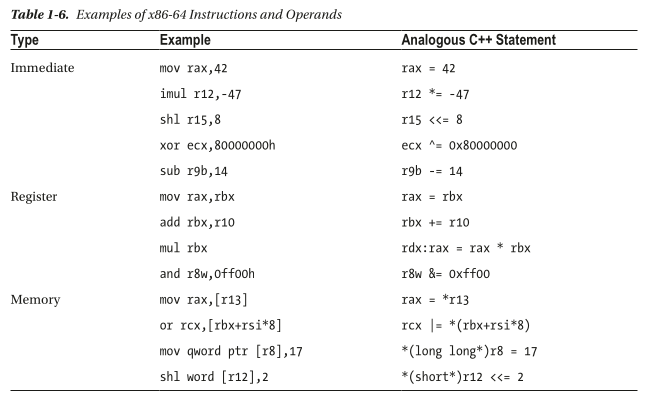 Table 1-6. Examples of x86-64 Instructions and Operands
Type Example Analogous C++ Statement
Immediate mov rax,42 rax = 42
imul r12,-47 r12 *= -47
shl r15,8 r15 <<= 8
xor ecx,80000000h ecx ^= 0x80000000
sub r9b,14 r9b -= 14
Register mov rax,rbx rax = rbx
add rbx,r10 rbx += r10
mul rbx rdx:rax = rax * rbx
and r8w,0ff00h r8w &= 0xff00
Memory mov rax,[r13] rax = *r13
or rcx,[rbx+rsi*8] rcx |= *(rbx+rsi*8)
mov qword ptr [r8],17 *(long long*)r8 = 17
shl word [r12],2 *(short*)r12 <<= 2